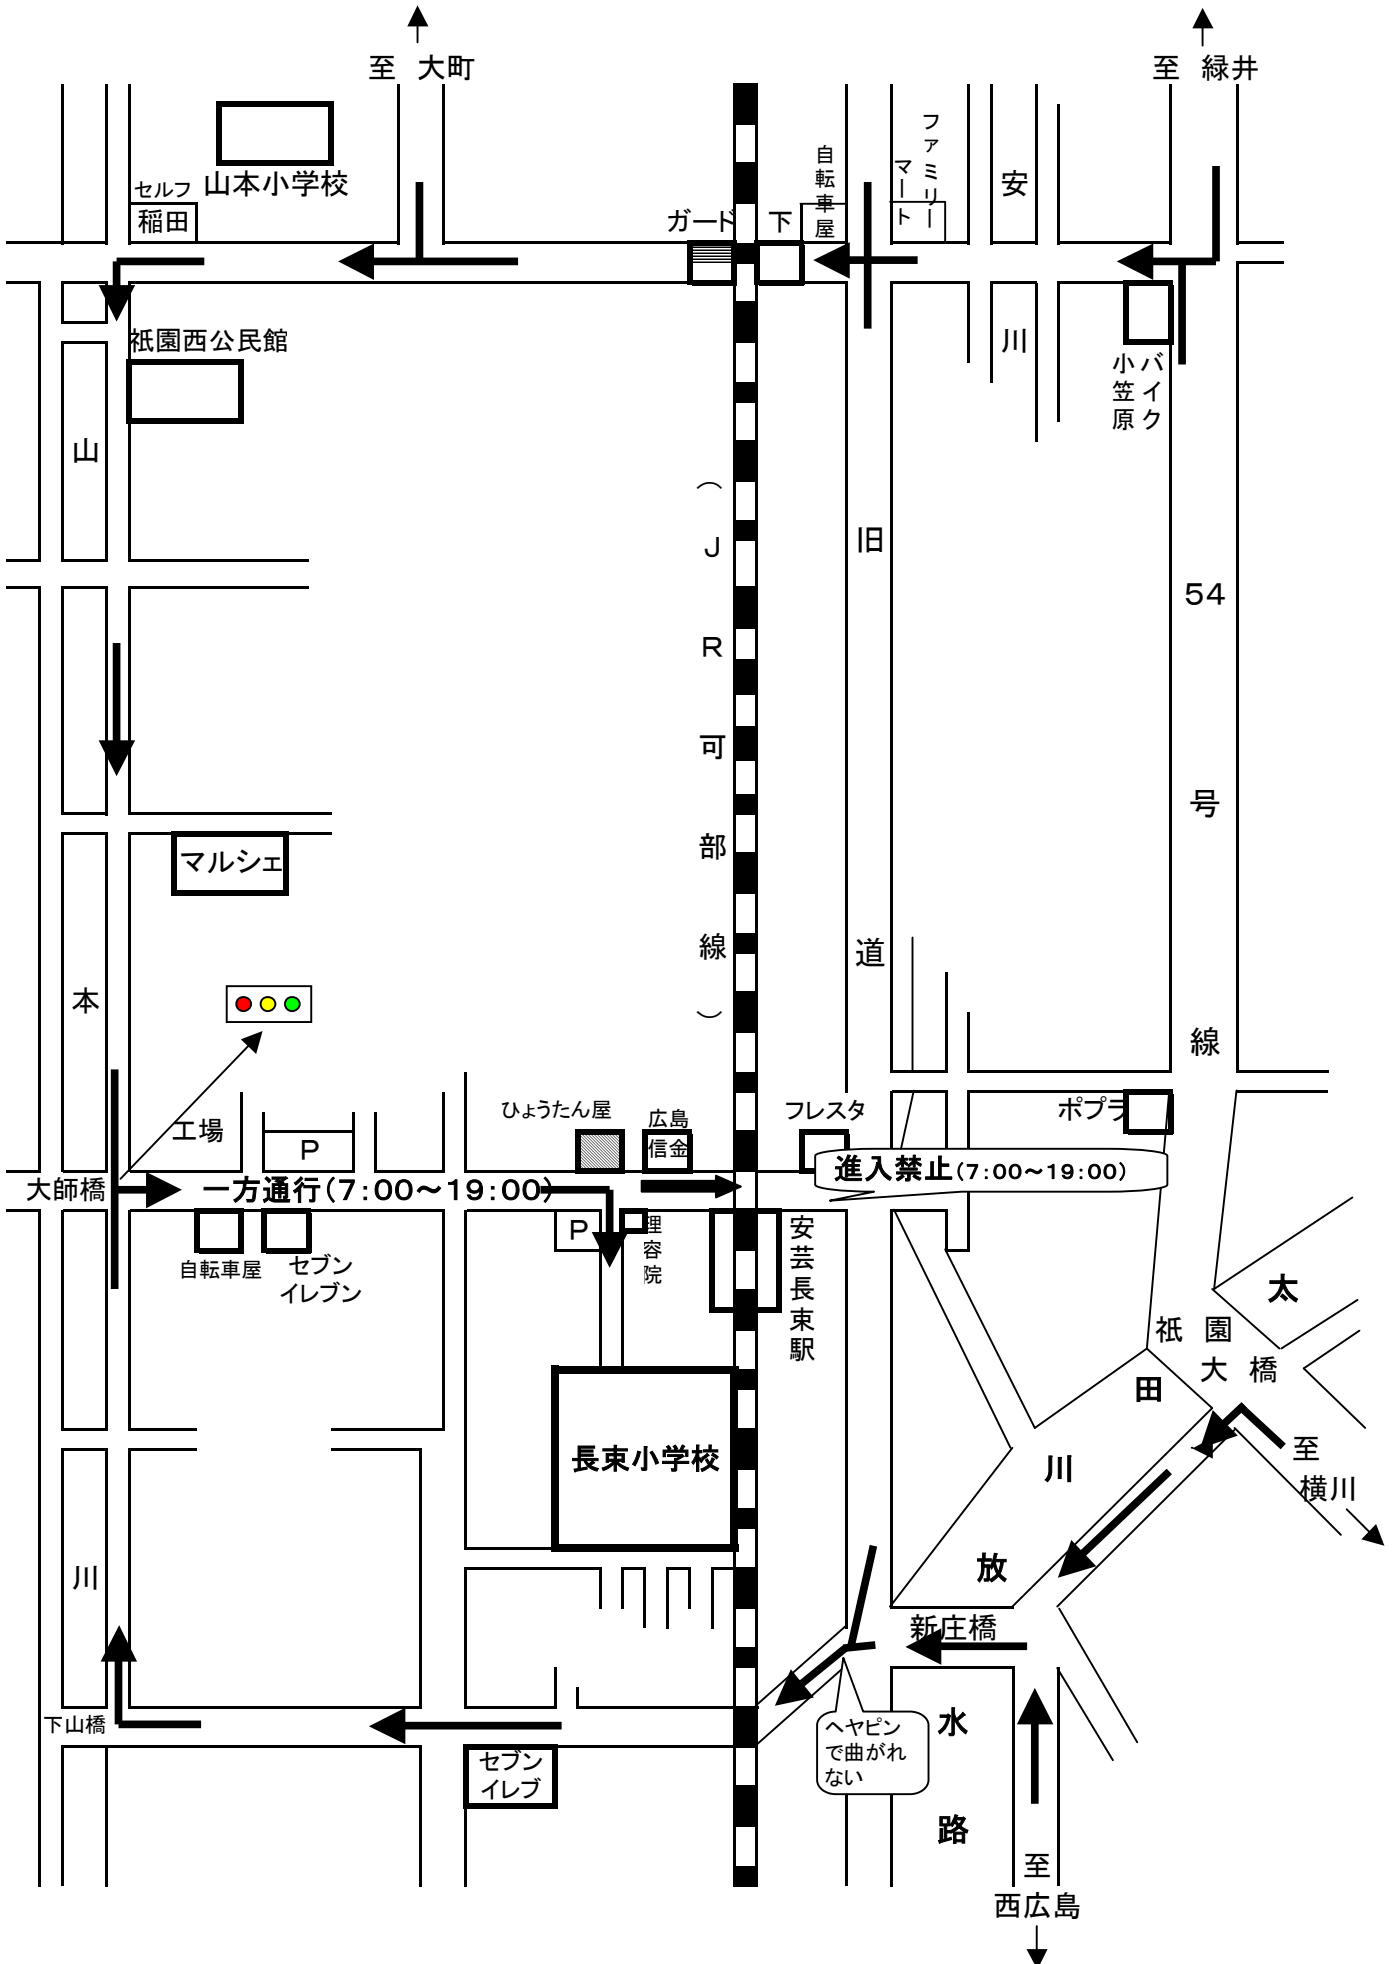 至 大町
至 緑井
山本小学校
セルフ
稲田
ガード 下
自転車屋
ファミリー
マート
安
川
祇園西公民館
バイク
小笠原
山
本
川
（JR可部線）
旧
道
54
号
線
マルシェ
工場
P
ひょうたん屋
広島
信金
フレスタ
ポプラ
大師橋
一方通行(7:00～19:00)
進入禁止(7:00～19:00)
自転車屋
セブン
イレブン
P
理容院
安芸長束駅
太
田
川
放
水
路
祇園
大橋
至
横川
長束小学校
新庄橋
下山橋
セブン
イレブ
ヘヤピン
で曲がれ
ない
至
西広島